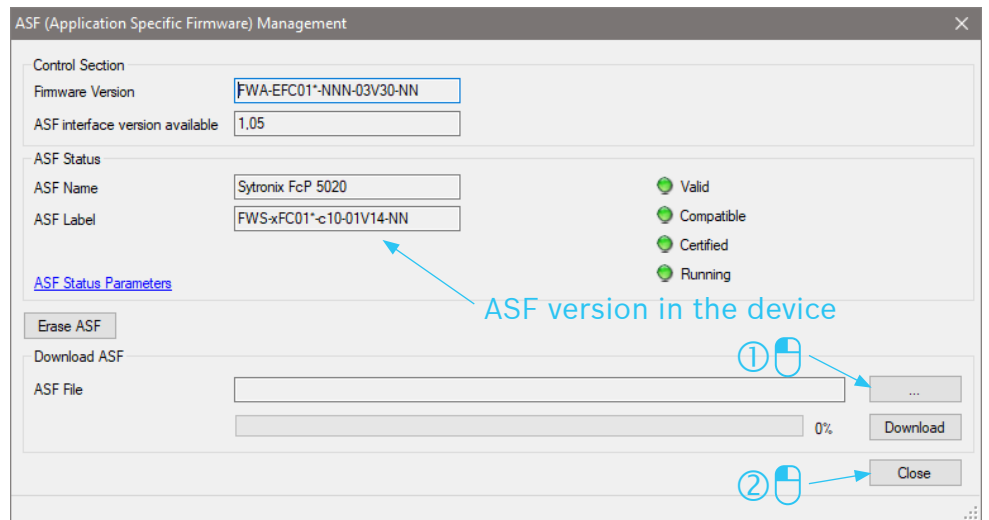 ASF (Application Specific Firmware) Management
Control Section
Firmware Version FWA-EFC01*-NNN-03V30-NN
ASF interface version available 1,05
ASF Status
ASF Name Sytronix FcP 5020 Valid
ASF Label FWS-xFC01*-c10-01V14-NN Compatible
Certified
ASF Status Parameters Running
ASF version in the device
Erase ASF
Download ASF
①
ASF File ...
0% Download
② Close